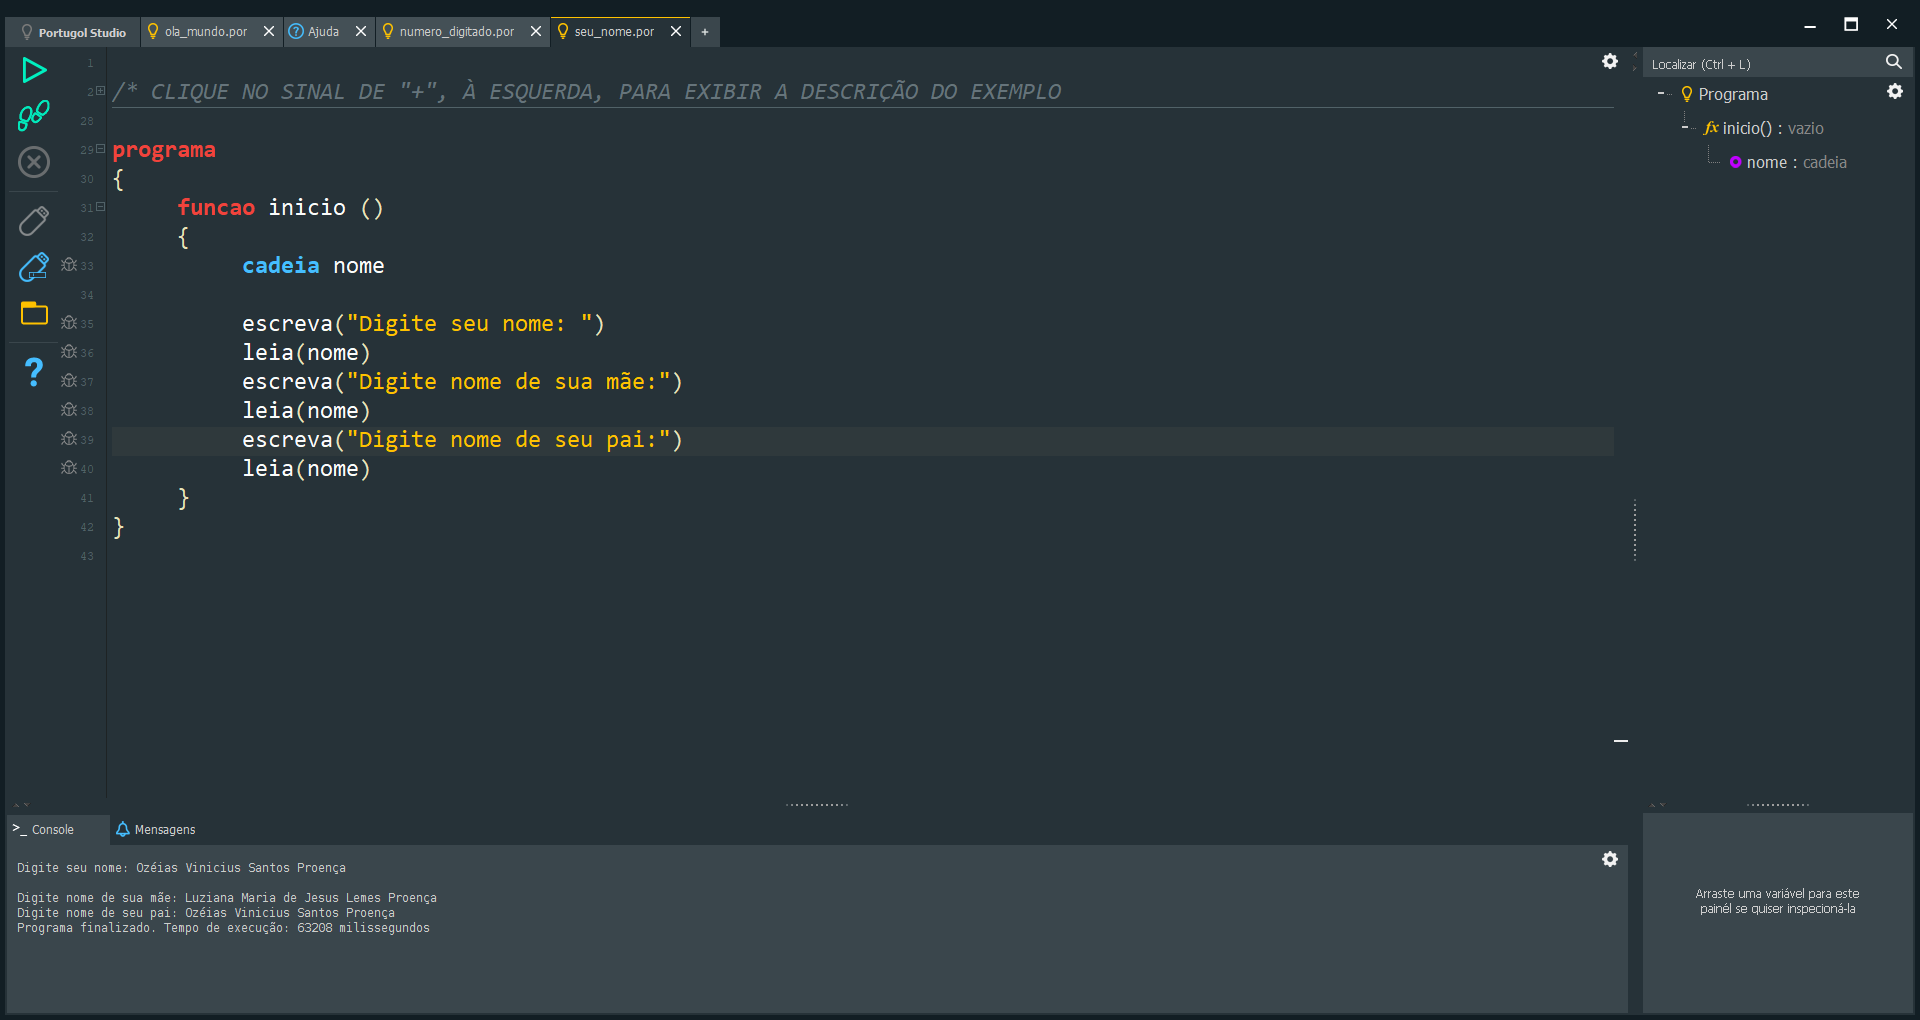 Portugol Studio
ola_mundo.por
Ajuda
numero_digitado.por
seu_nome.por
+
1
2 /* CLIQUE NO SINAL DE "+", À ESQUERDA, PARA EXIBIR A DESCRIÇÃO DO EXEMPLO
28
29 programa
30 {
31 funcao inicio ()
32 {
33 cadeia nome
34
35 escreva("Digite seu nome: ")
36 leia(nome)
37 escreva("Digite nome de sua mãe:")
38 leia(nome)
39 escreva("Digite nome de seu pai:")
40 leia(nome)
41 }
42 }
43
Localizar (Ctrl + L)
Programa
fx inicio() : vazio
nome : cadeia
>_ Console
Mensagens
Digite seu nome: Ozéias Vinicius Santos Proença
Digite nome de sua mãe: Luziana Maria de Jesus Lemes Proença
Digite nome de seu pai: Ozéias Vinicius Santos Proença
Programa finalizado. Tempo de execução: 63208 milissegundos
Arraste uma variável para este
painél se quiser inspecioná-la